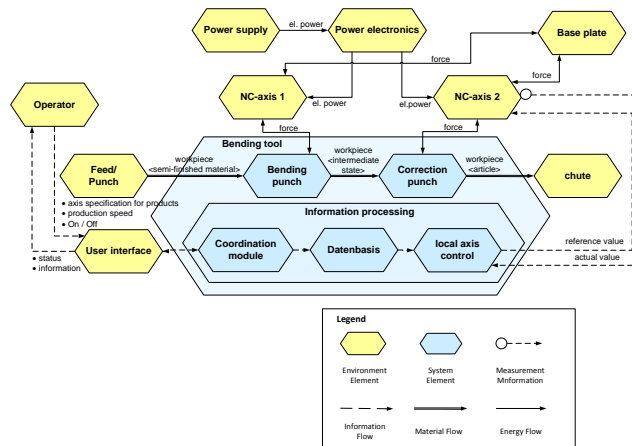 el. power
Power supply
Power electronics
Base plate
force
force
NC-axis 1
NC-axis 2
el. power
el.power
Operator
force
force
Bending tool
Feed/
Punch
workpiece
<semi-finished material>
Bending
punch
workpiece
<intermediate
state>
Correction
punch
workpiece
<article>
chute
• axis specification for products
• production speed
• On / Off
Information processing
User interface
Coordination
module
Datenbasis
local axis
control
reference value
actual value
• status
• information
Legend
Environment
Element
System
Element
Measurement
Mnformation
Information
Flow
Material Flow
Energy Flow